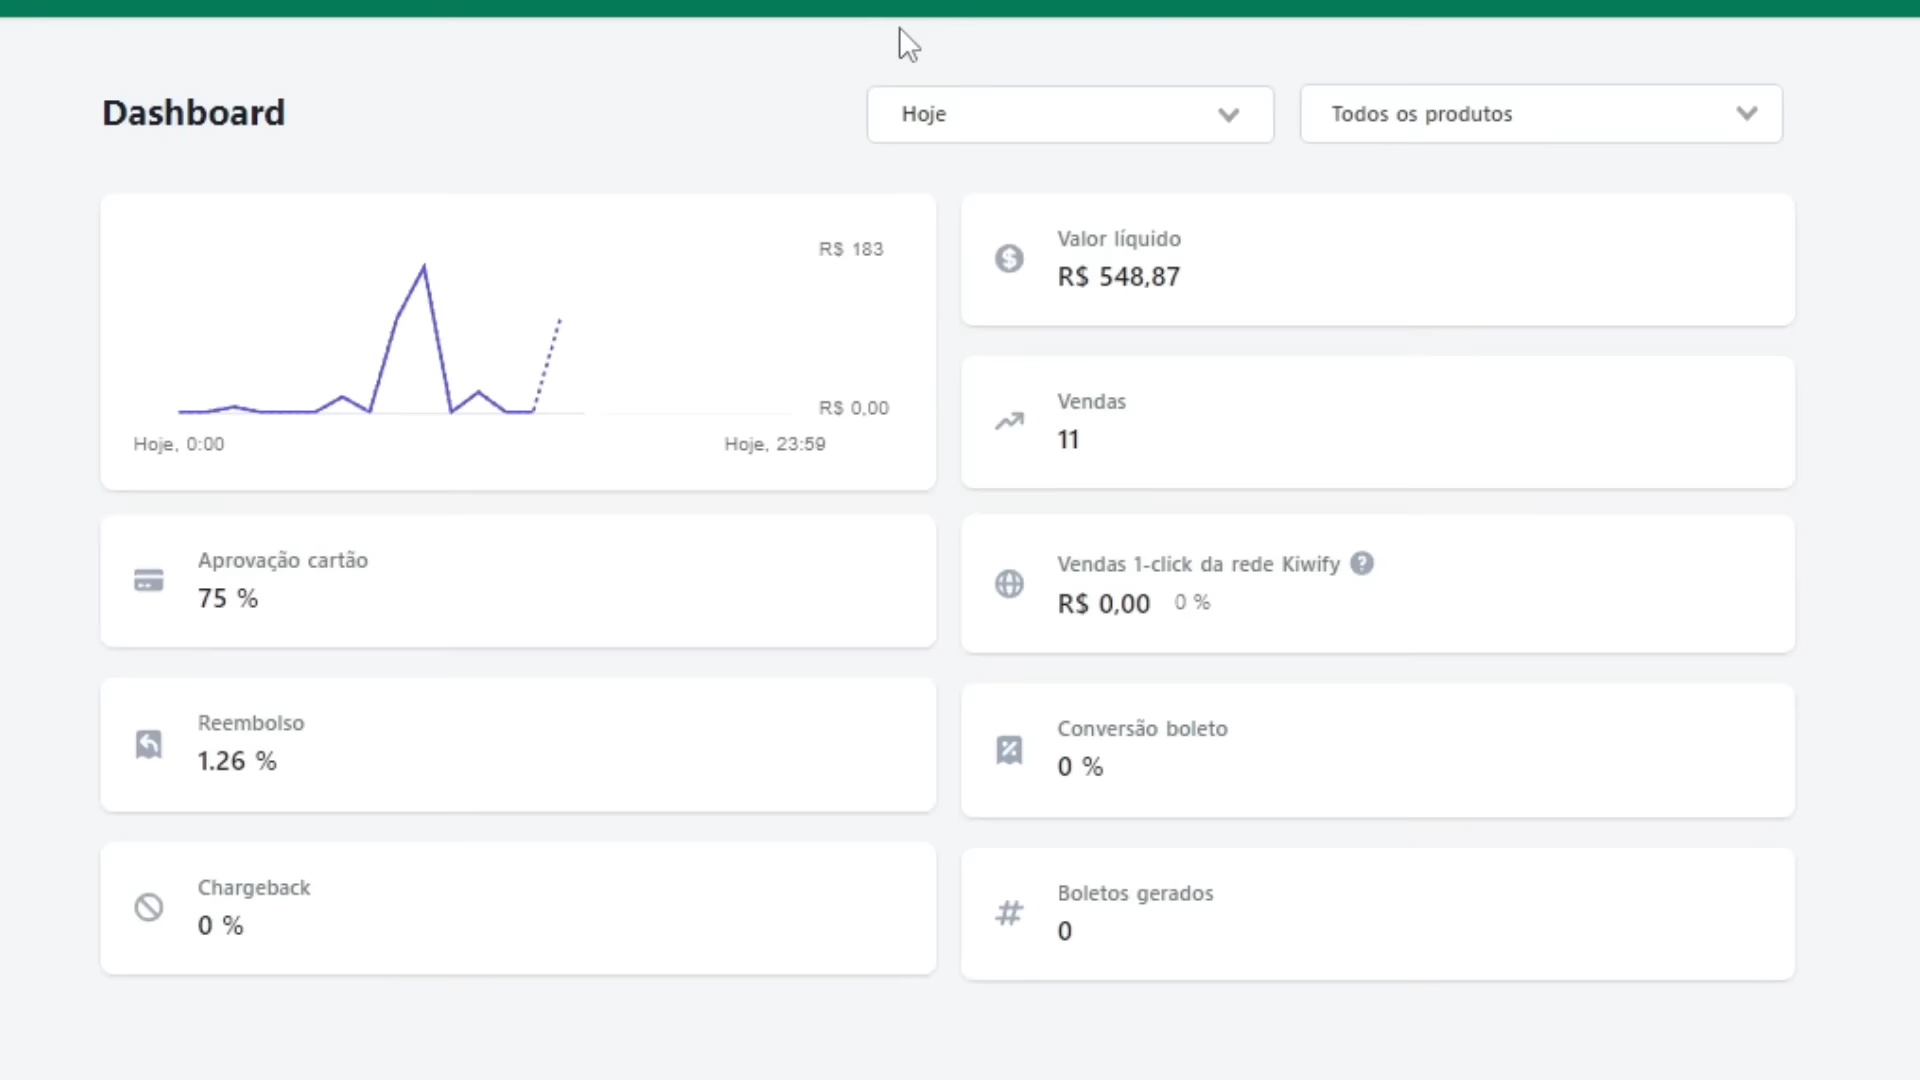 Dashboard
Hoje
Todos os produtos
R$ 183
R$ 0,00
Hoje, 0:00
Hoje, 23:59
Valor líquido
R$ 548,87
Vendas
11
Aprovação cartão
75 %
Vendas 1-click da rede Kiwify ?
R$ 0,00 0 %
Reembolso
1.26 %
Conversão boleto
0 %
Chargeback
0 %
Boletos gerados
0